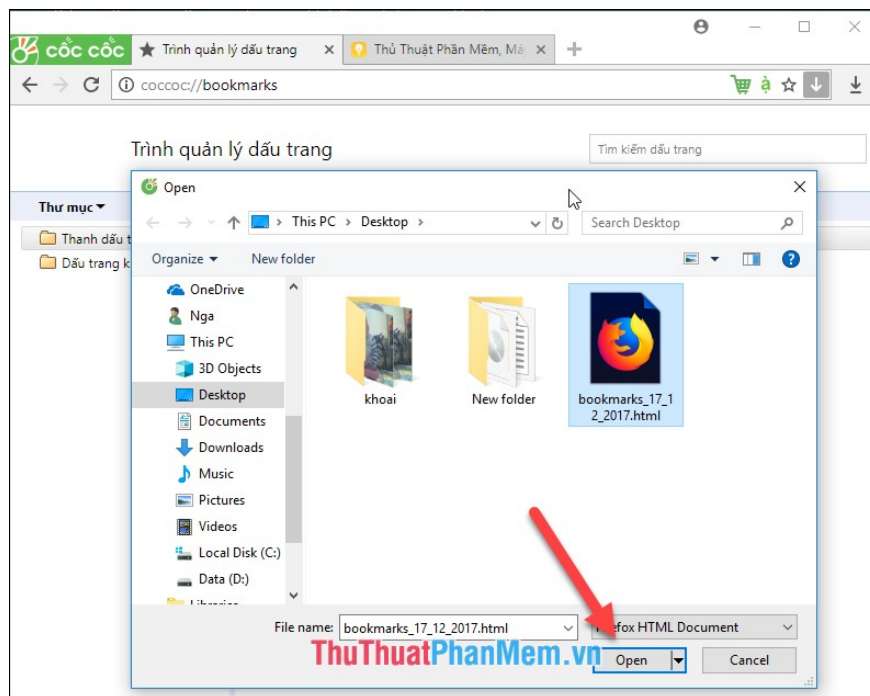 cốc cốc
Trình quản lý dấu trang
Thủ Thuật Phần Mềm, Má
coccoc://bookmarks
Trình quản lý dấu trang
Tìm kiếm dấu trang
Thư mục
Thanh dấu t
Dấu trang k
Open
This PC > Desktop >
Search Desktop
Organize
New folder
OneDrive
Nga
This PC
3D Objects
Desktop
Documents
Downloads
Music
Pictures
Videos
Local Disk (C:)
Data (D:)
khoai
New folder
bookmarks_17_1
2_2017.html
File name:
bookmarks_17_12_2017.html
HTML Document
ThuThuatPhanMem.vn
Open
Cancel